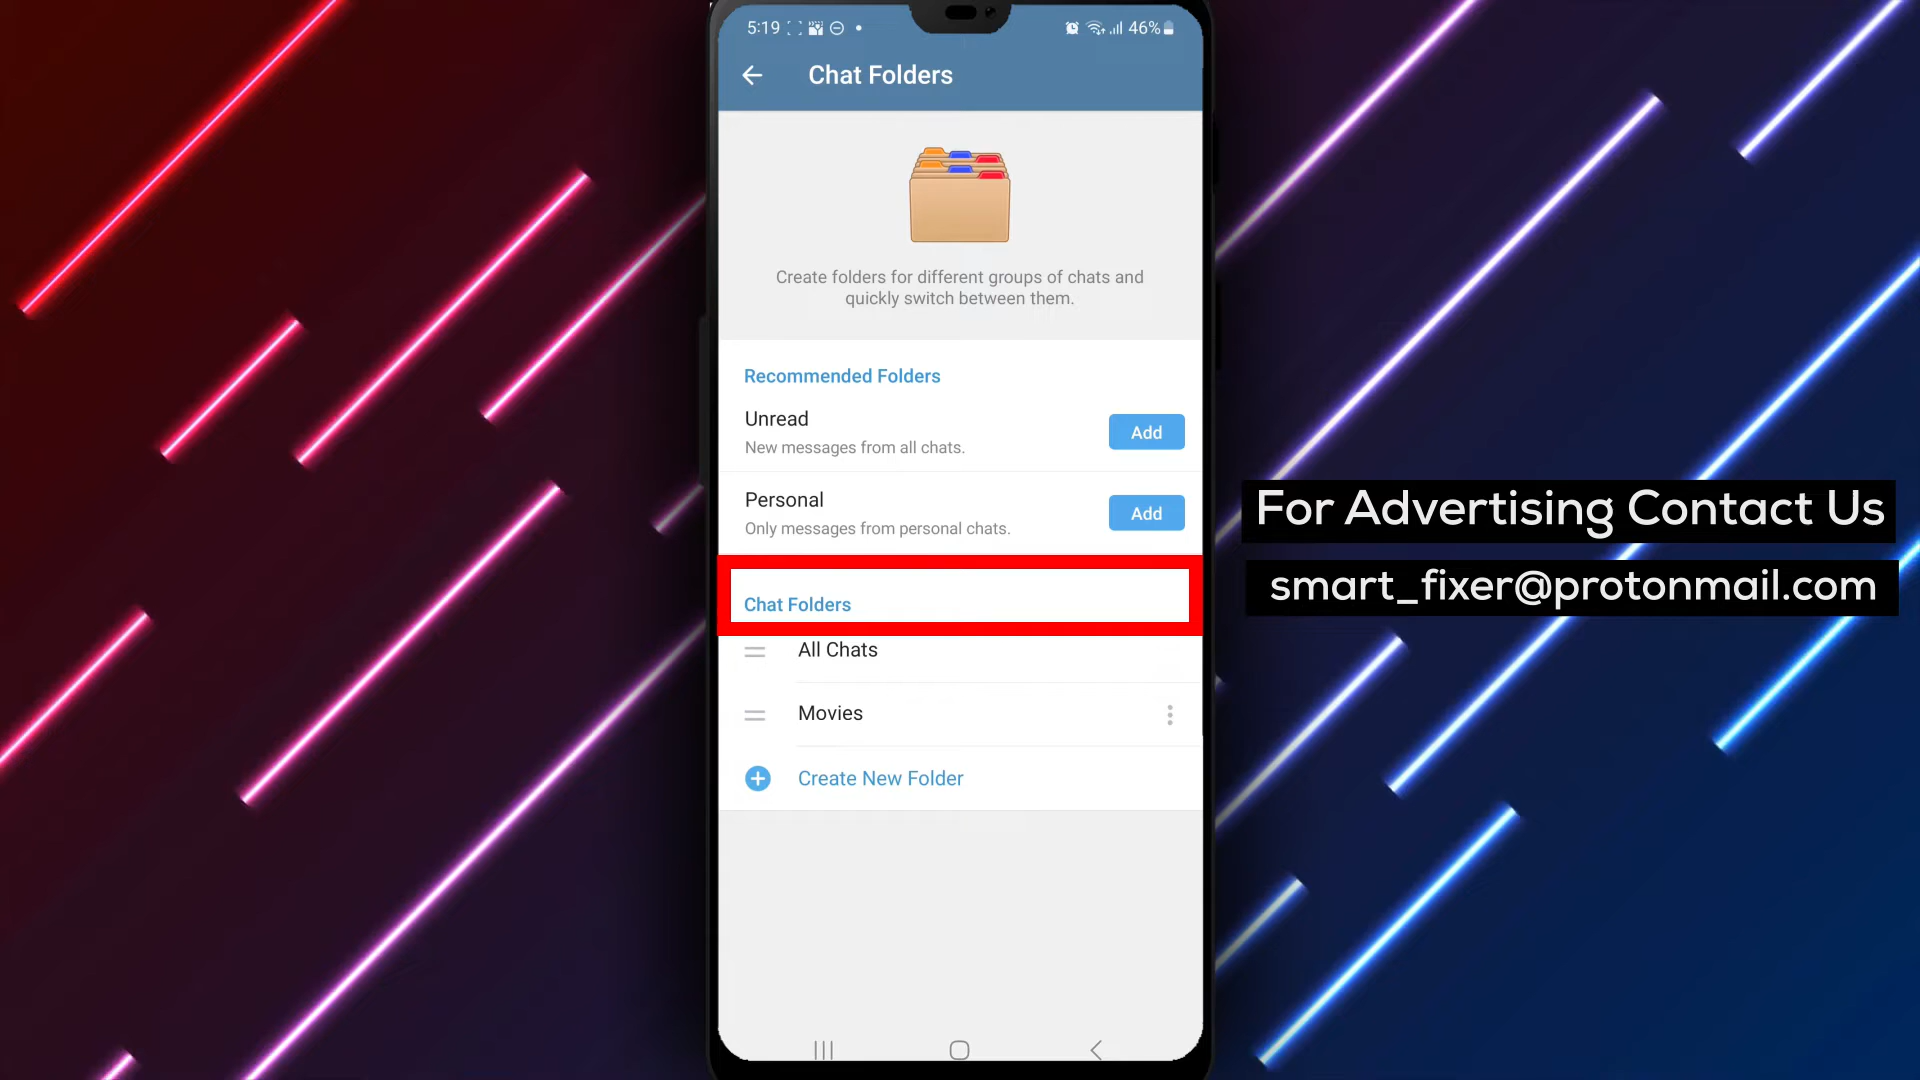 5:19
46%
Chat Folders
Create folders for different groups of chats and
quickly switch between them.
Recommended Folders
Unread
New messages from all chats.
Add
Personal
Only messages from personal chats.
Add
Chat Folders
All Chats
Movies
Create New Folder
For Advertising Contact Us
smart_fixer@protonmail.com